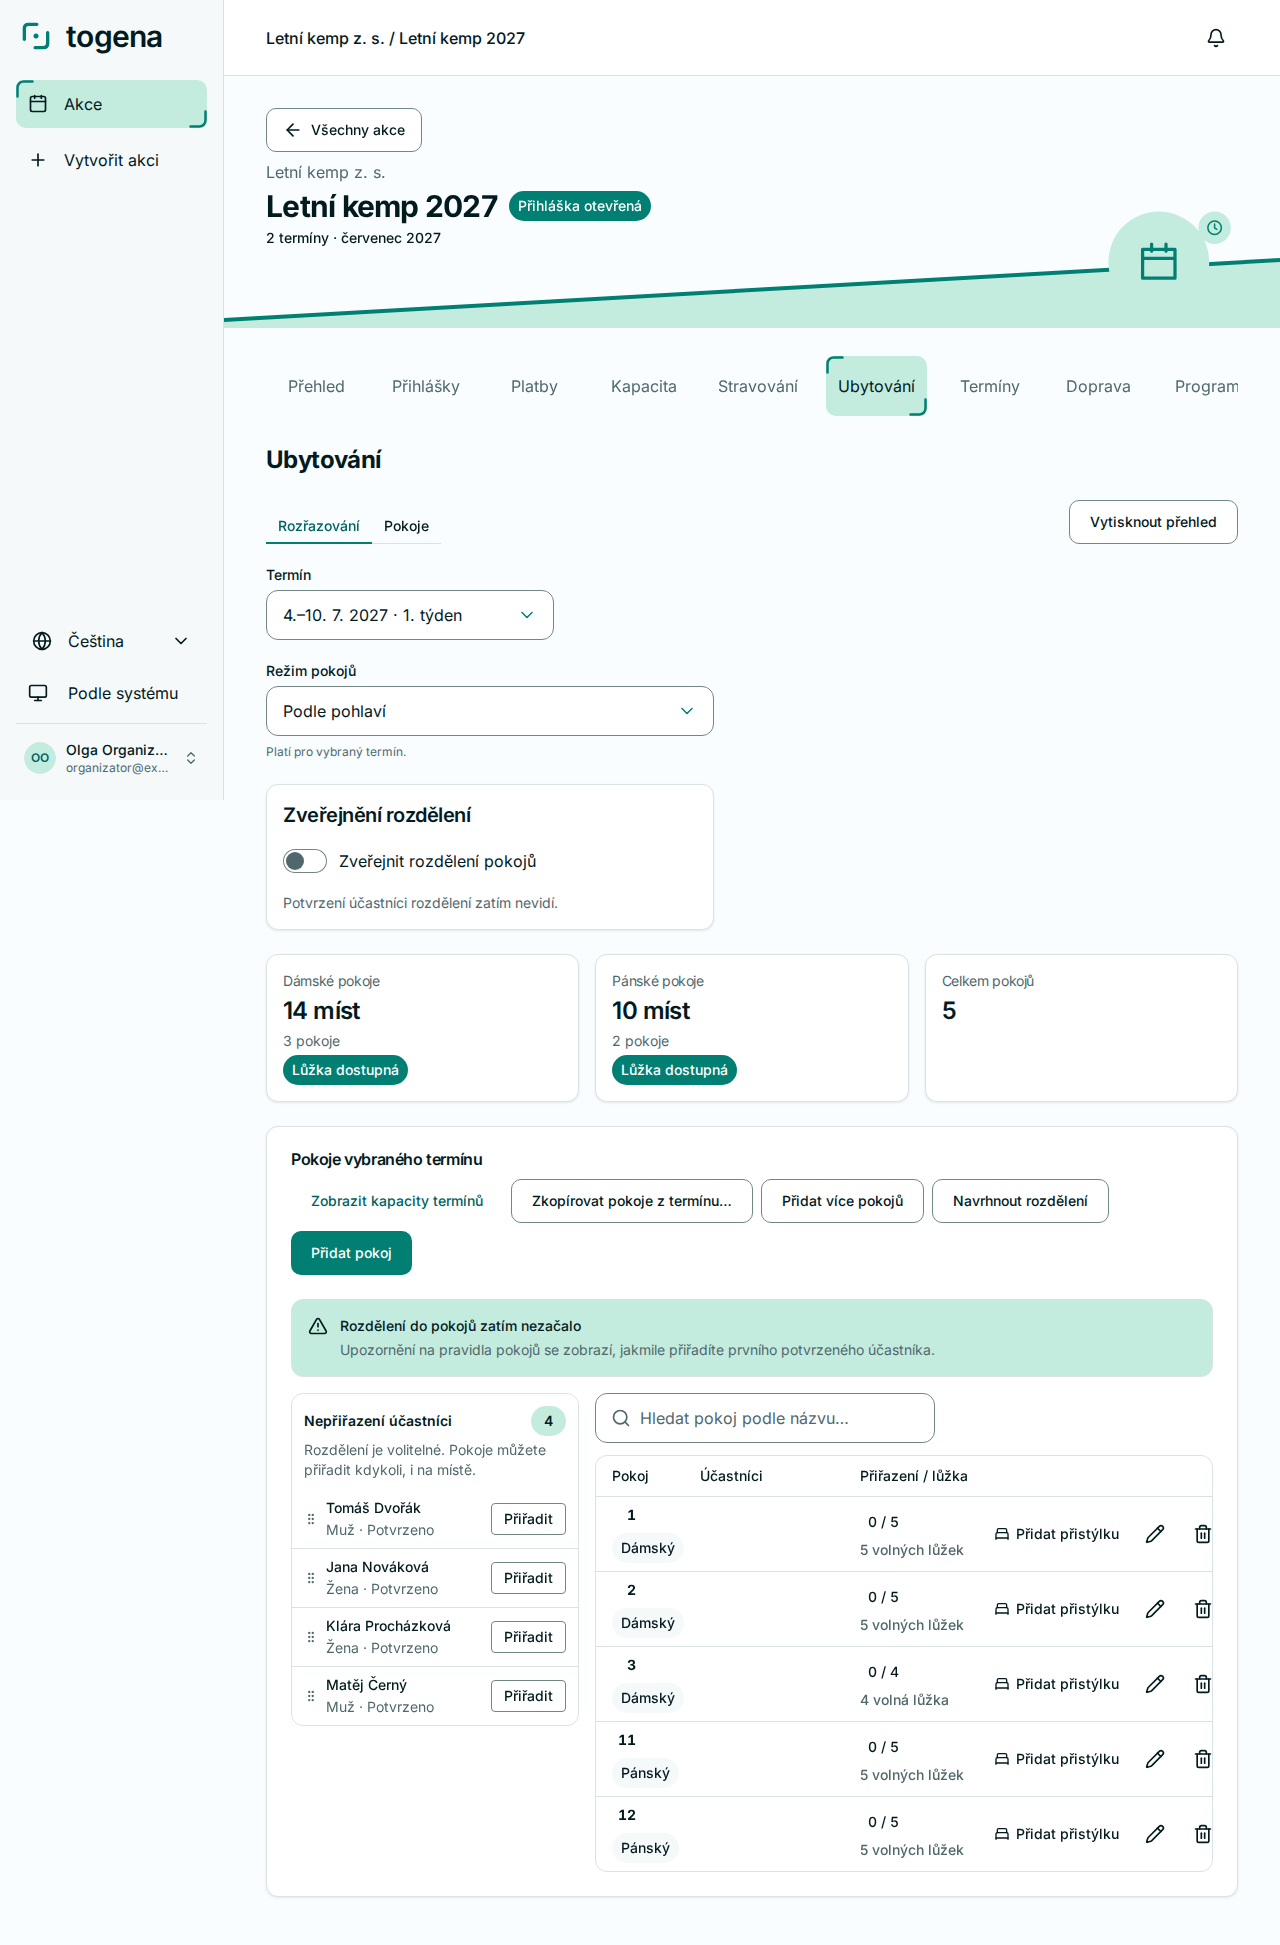 togena
Akce
Vytvořit akci
Čeština
Podle systému
OO
Olga Organiz...
organizator@ex...
Letní kemp z. s. / Letní kemp 2027
Všechny akce
Letní kemp z. s.
Letní kemp 2027
Přihláška otevřená
2 termíny · červenec 2027
Přehled
Přihlášky
Platby
Kapacita
Stravování
Ubytování
Termíny
Doprava
Program
Ubytování
Rozřazování
Pokoje
Vytisknout přehled
Termín
4.–10. 7. 2027 · 1. týden
Režim pokojů
Podle pohlaví
Platí pro vybraný termín.
Zveřejnění rozdělení
Zveřejnit rozdělení pokojů
Potvrzení účastníci rozdělení zatím nevidí.
Dámské pokoje
14 míst
3 pokoje
Lůžka dostupná
Pánské pokoje
10 míst
2 pokoje
Lůžka dostupná
Celkem pokojů
5
Pokoje vybraného termínu
Zobrazit kapacity termínů
Zkopírovat pokoje z termínu...
Přidat více pokojů
Navrhnout rozdělení
Přidat pokoj
Rozdělení do pokojů zatím nezačalo
Upozornění na pravidla pokojů se zobrazí, jakmile přiřadíte prvního potvrzeného účastníka.
Nepřiřazení účastníci
4
Rozdělení je volitelné. Pokoje můžete
přiřadit kdykoli, i na místě.
Tomáš Dvořák
Muž · Potvrzeno
Přiřadit
Jana Nováková
Žena · Potvrzeno
Přiřadit
Klára Procházková
Žena · Potvrzeno
Přiřadit
Matěj Černý
Muž · Potvrzeno
Přiřadit
Hledat pokoj podle názvu...
Pokoj
Účastníci
Přiřazení / lůžka
1
Dámský
0 / 5
5 volných lůžek
Přidat přistýlku
2
Dámský
0 / 5
5 volných lůžek
Přidat přistýlku
3
Dámský
0 / 4
4 volná lůžka
Přidat přistýlku
11
Pánský
0 / 5
5 volných lůžek
Přidat přistýlku
12
Pánský
0 / 5
5 volných lůžek
Přidat přistýlku